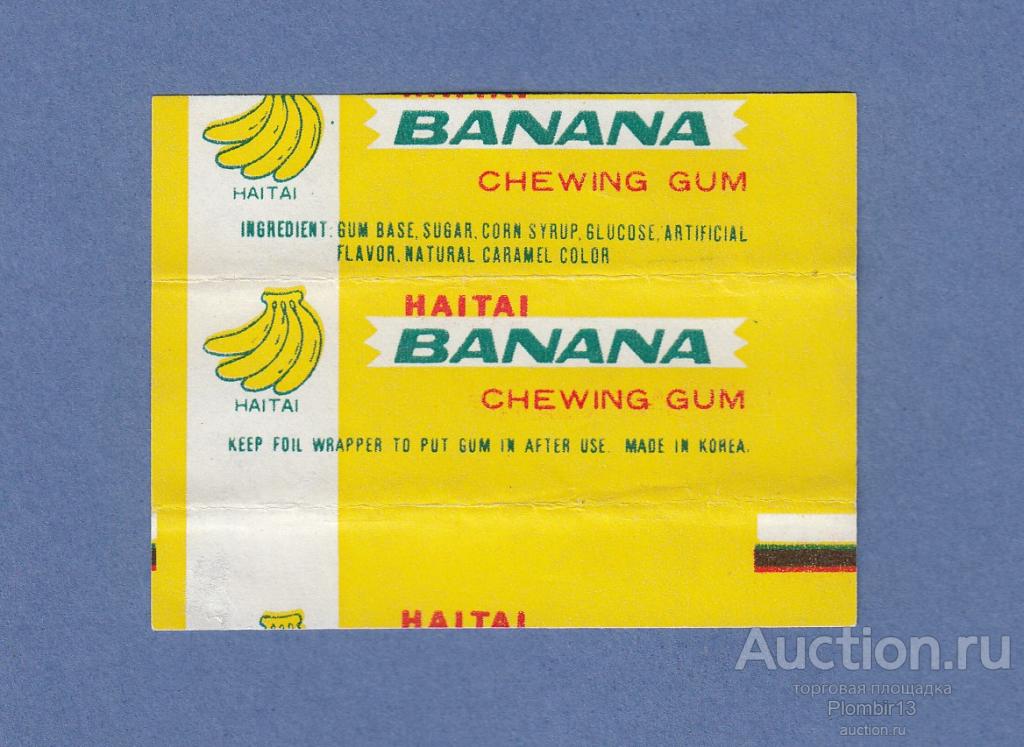 HAITAI
BANANA
CHEWING GUM
HAITAI
INGREDIENT: GUM BASE, SUGAR, CORN SYRUP, GLUCOSE, ARTIFICIAL
FLAVOR, NATURAL CARAMEL COLOR
HAITAI
BANANA
CHEWING GUM
HAITAI
KEEP FOIL WRAPPER TO PUT GUM IN AFTER USE. MADE IN KOREA.
HAITAI
Auction.ru
торговая площадка
Plombir13
auction.ru